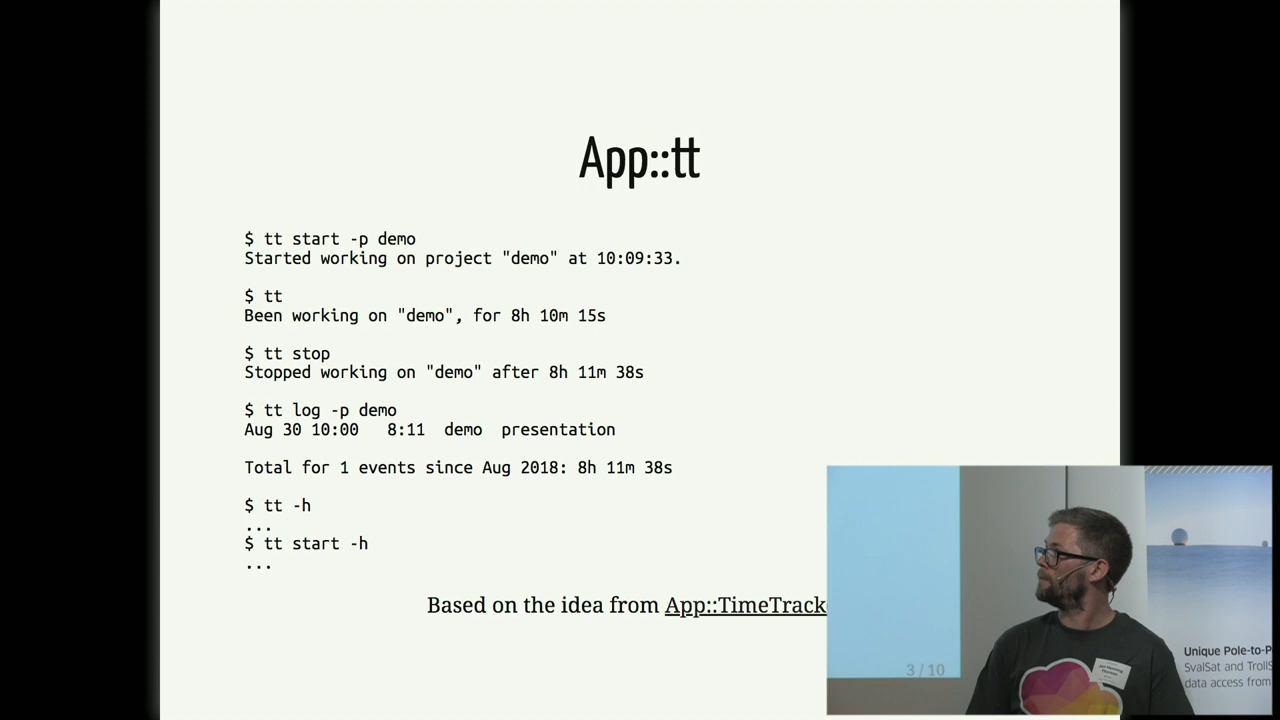 App::tt
$ tt start -p demo
Started working on project "demo" at 10:09:33.
$ tt
Been working on "demo", for 8h 10m 15s
$ tt stop
Stopped working on "demo" after 8h 11m 38s
$ tt log -p demo
Aug 30 10:00 8:11 demo presentation
Total for 1 events since Aug 2018: 8h 11m 38s
$ tt -h
...
$ tt start -h
...
Based on the idea from App::TimeTrack
3 / 10
Unique Pole-to-P
SvalSat and TrollS
data access from